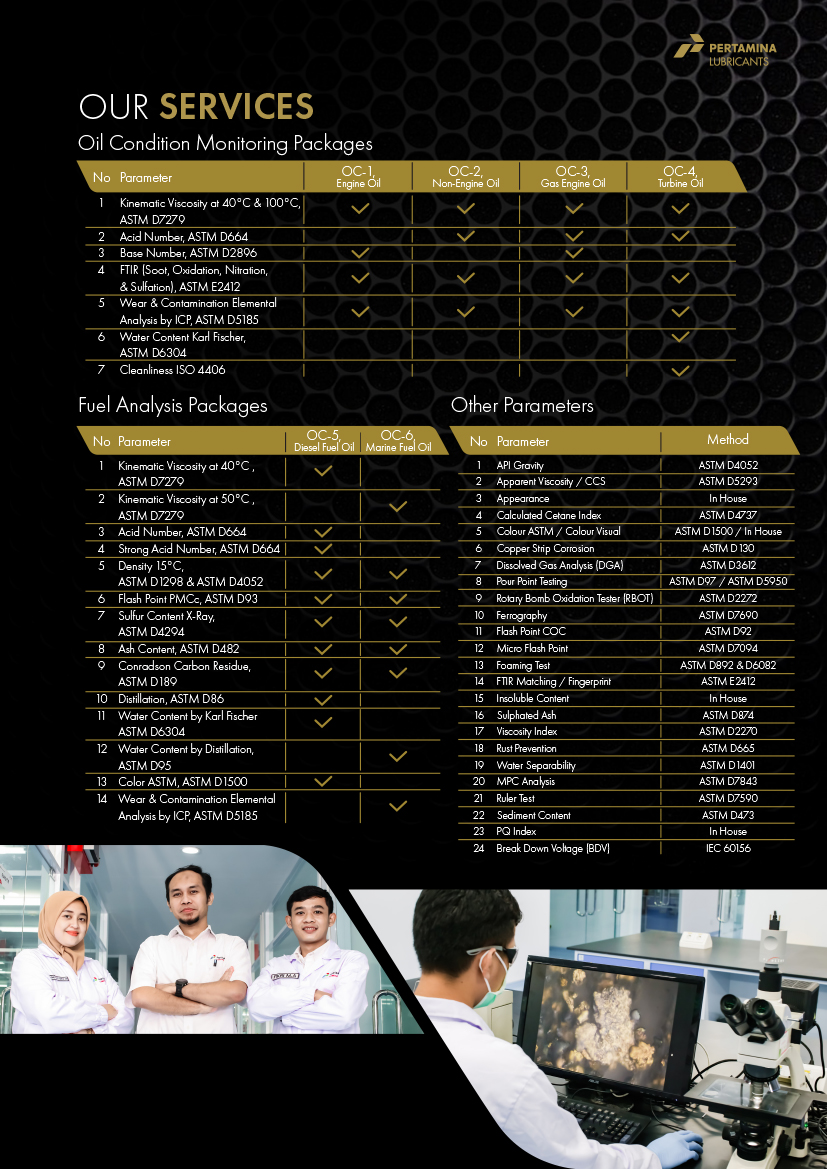 PERTAMINA
LUBRICANTS
OUR SERVICES
Oil Condition Monitoring Packages
No Parameter OC-1, Engine Oil OC-2, Non-Engine Oil OC-3, Gas Engine Oil OC-4, Turbine Oil
1 Kinematic Viscosity at 40°C & 100°C,
ASTM D7279
2 Acid Number, ASTM D664
3 Base Number, ASTM D2896
4 FTIR (Soot, Oxidation, Nitration,
& Sulfation), ASTM E2412
5 Wear & Contamination Elemental
Analysis by ICP, ASTM D5185
6 Water Content Karl Fischer,
ASTM D6304
7 Cleanliness ISO 4406
Fuel Analysis Packages
No Parameter OC-5, Diesel Fuel Oil OC-6, Marine Fuel Oil
1 Kinematic Viscosity at 40°C ,
ASTM D7279
2 Kinematic Viscosity at 50°C ,
ASTM D7279
3 Acid Number, ASTM D664
4 Strong Acid Number, ASTM D664
5 Density 15°C,
ASTM D1298 & ASTM D4052
6 Flash Point PMCc, ASTM D93
7 Sulfur Content X-Ray,
ASTM D4294
8 Ash Content, ASTM D482
9 Conradson Carbon Residue,
ASTM D189
10 Distillation, ASTM D86
11 Water Content by Karl Fischer
ASTM D6304
12 Water Content by Distillation,
ASTM D95
13 Color ASTM, ASTM D1500
14 Wear & Contamination Elemental
Analysis by ICP, ASTM D5185
Other Parameters
No Parameter Method
1 API Gravity ASTM D4052
2 Apparent Viscosity / CCS ASTM D5293
3 Appearance In House
4 Calculated Cetane Index ASTM D4737
5 Colour ASTM / Colour Visual ASTM D1500 / In House
6 Copper Strip Corrosion ASTM D130
7 Dissolved Gas Analysis (DGA) ASTM D3612
8 Pour Point Testing ASTM D97 / ASTM D5950
9 Rotary Bomb Oxidation Tester (RBOT) ASTM D2272
10 Ferrography ASTM D7690
11 Flash Point COC ASTM D92
12 Micro Flash Point ASTM D7094
13 Foaming Test ASTM D892 & D6082
14 FTIR Matching / Fingerprint ASTM E2412
15 Insoluble Content In House
16 Sulphated Ash ASTM D874
17 Viscosity Index ASTM D2270
18 Rust Prevention ASTM D665
19 Water Separability ASTM D1401
20 MPC Analysis ASTM D7843
21 Ruler Test ASTM D7590
22 Sediment Content ASTM D473
23 PQ Index In House
24 Break Down Voltage (BDV) IEC 60156